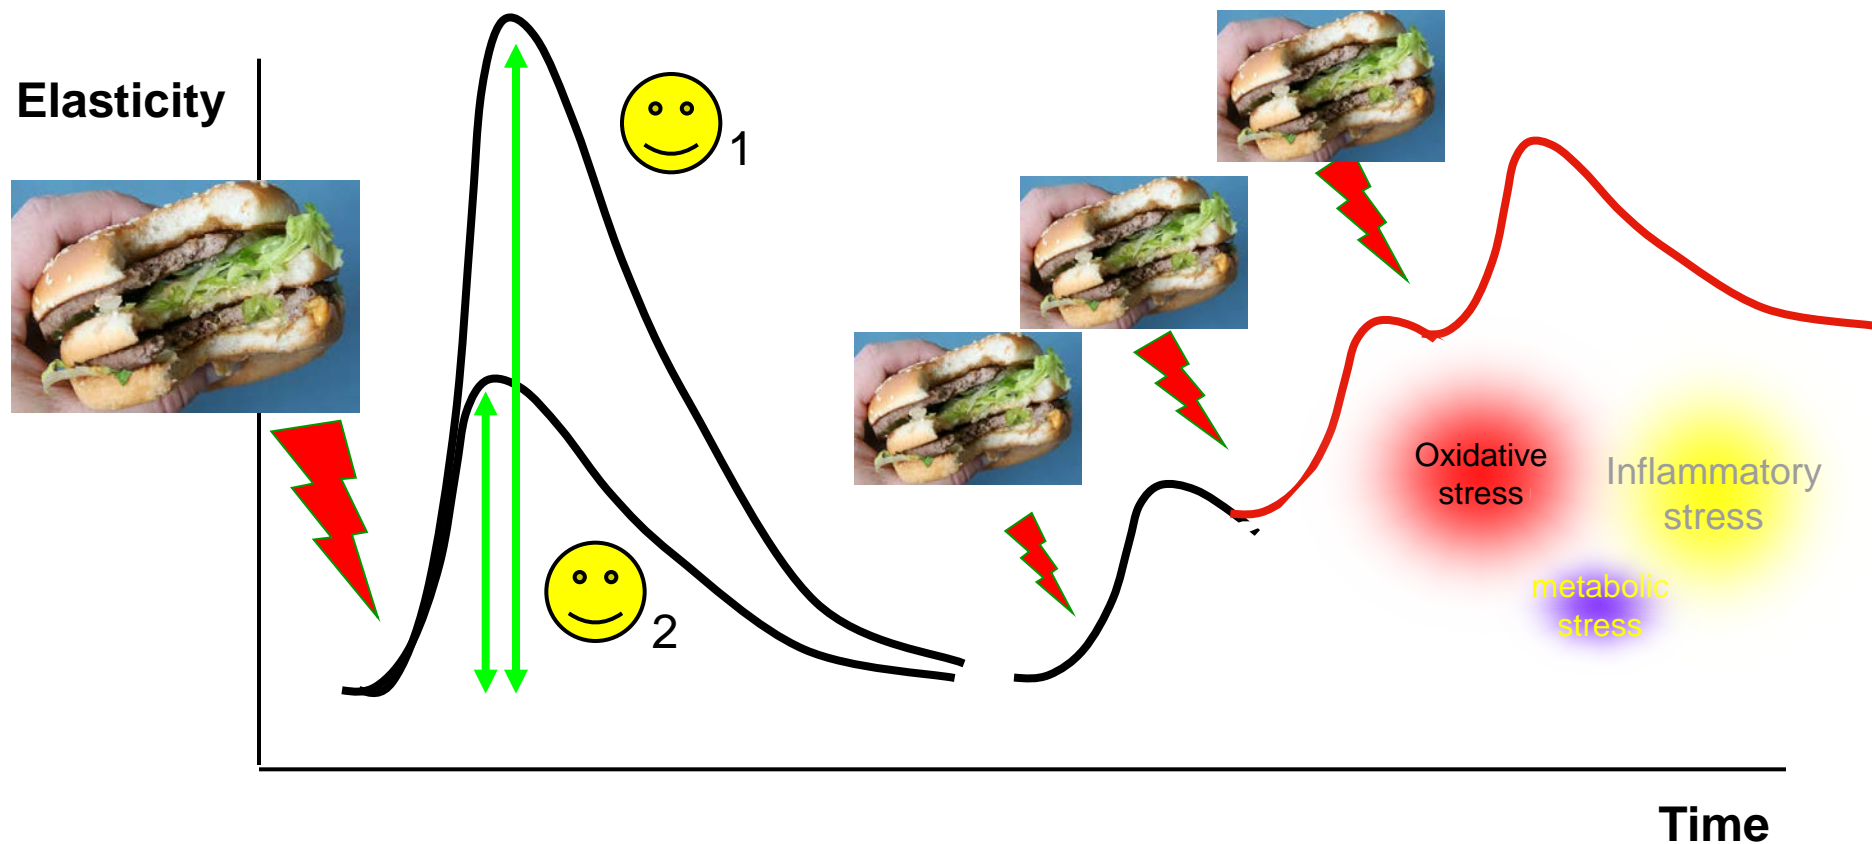 Elasticity
1
2
Oxidative
stress
Inflammatory
stress
metabolic
stress
Time